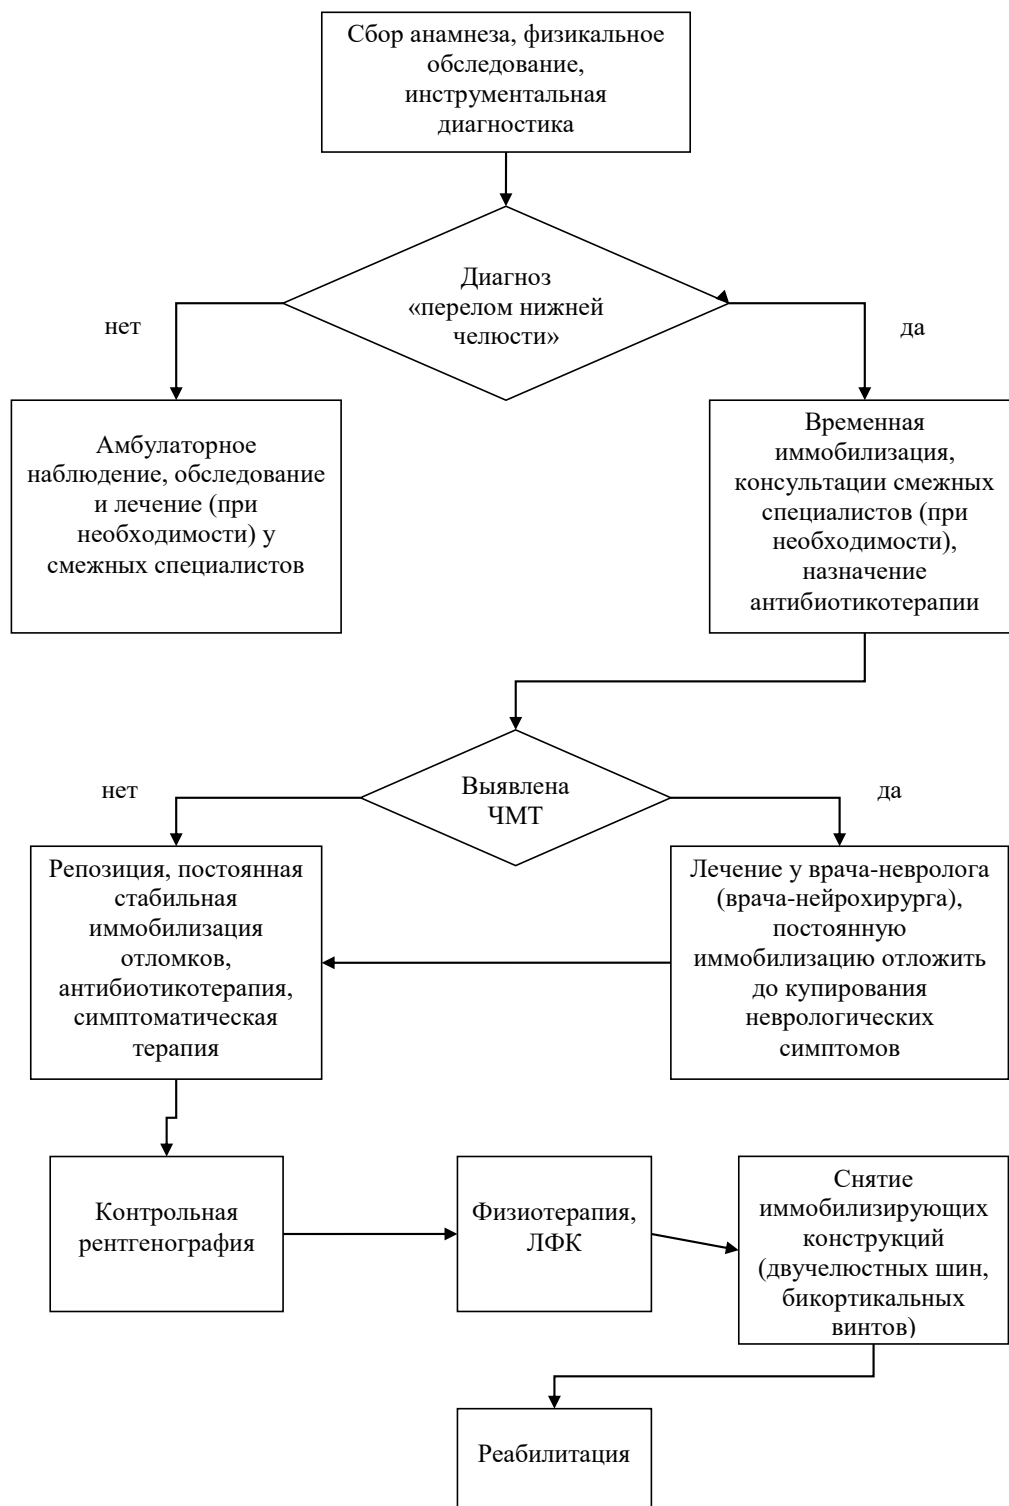 Сбор анамнеза, физикальное
обследование,
инструментальная
диагностика
Диагноз
«перелом нижней
челюсти»
нет
да
Амбулаторное
наблюдение, обследование
и лечение (при
необходимости) у
смежных специалистов
Временная
иммобилизация,
консультации смежных
специалистов (при
необходимости),
назначение
антибиотикотерапии
Выявлена
ЧМТ
нет
да
Репозиция, постоянная
стабильная
иммобилизация
отломков,
антибиотикотерапия,
симптоматическая
терапия
Лечение у врача-невролога
(врача-нейрохирурга),
постоянную
иммобилизацию отложить
до купирования
неврологических
симптомов
Контрольная
рентгенография
Физиотерапия,
ЛФК
Снятие
иммобилизирующих
конструкций
(двучелюстных шин,
бикортикальных
винтов)
Реабилитация